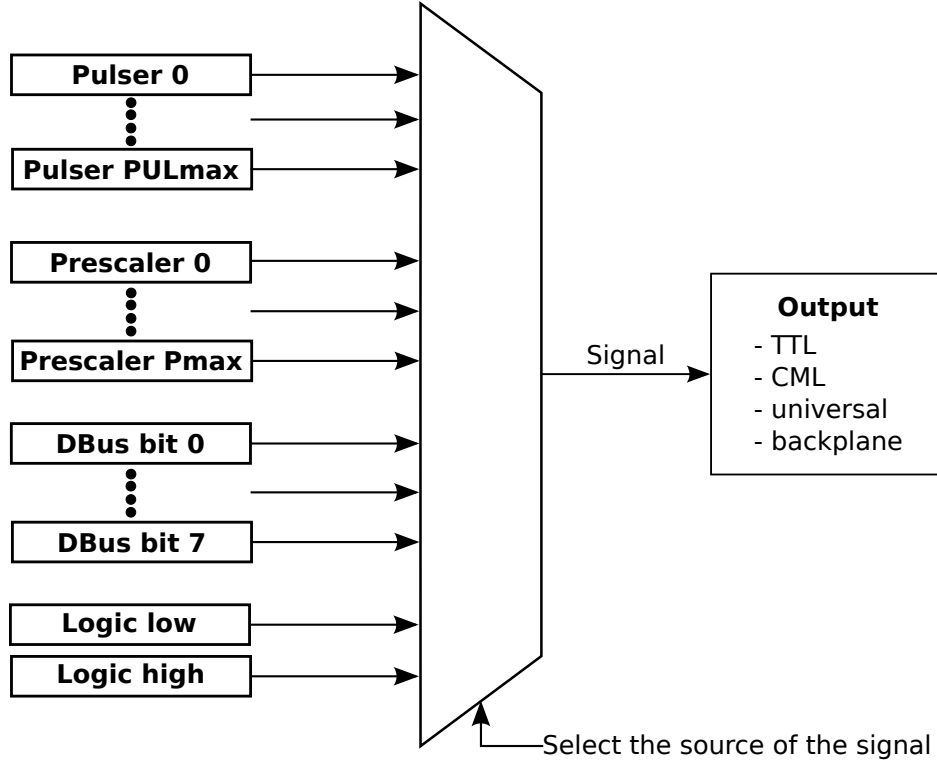 Pulser 0
Pulser PULmax
Prescaler 0
Prescaler Pmax
DBus bit 0
DBus bit 7
Logic low
Logic high
Signal
Output
- TTL
- CML
- universal
- backplane
Select the source of the signal